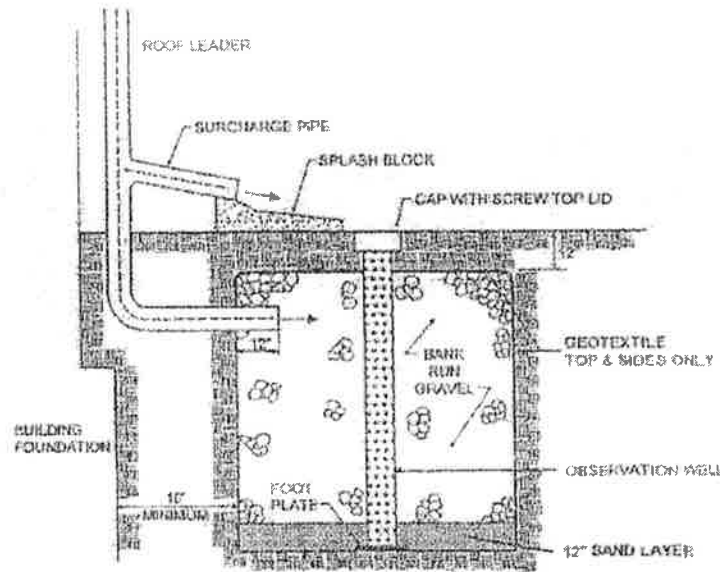 ROOF LEADER
SURCHARGE PIPE
SPLASH BLOCK
CAP WITH SCREW TOP LID
12"
12"
BANK
RUN
GRAVEL
GEOTEXTILE
TOP & SIDES ONLY
BUILDING
FOUNDATION
OBSERVATION WELL
FOOT
PLATE
10'
MINIMUM
12" SAND LAYER